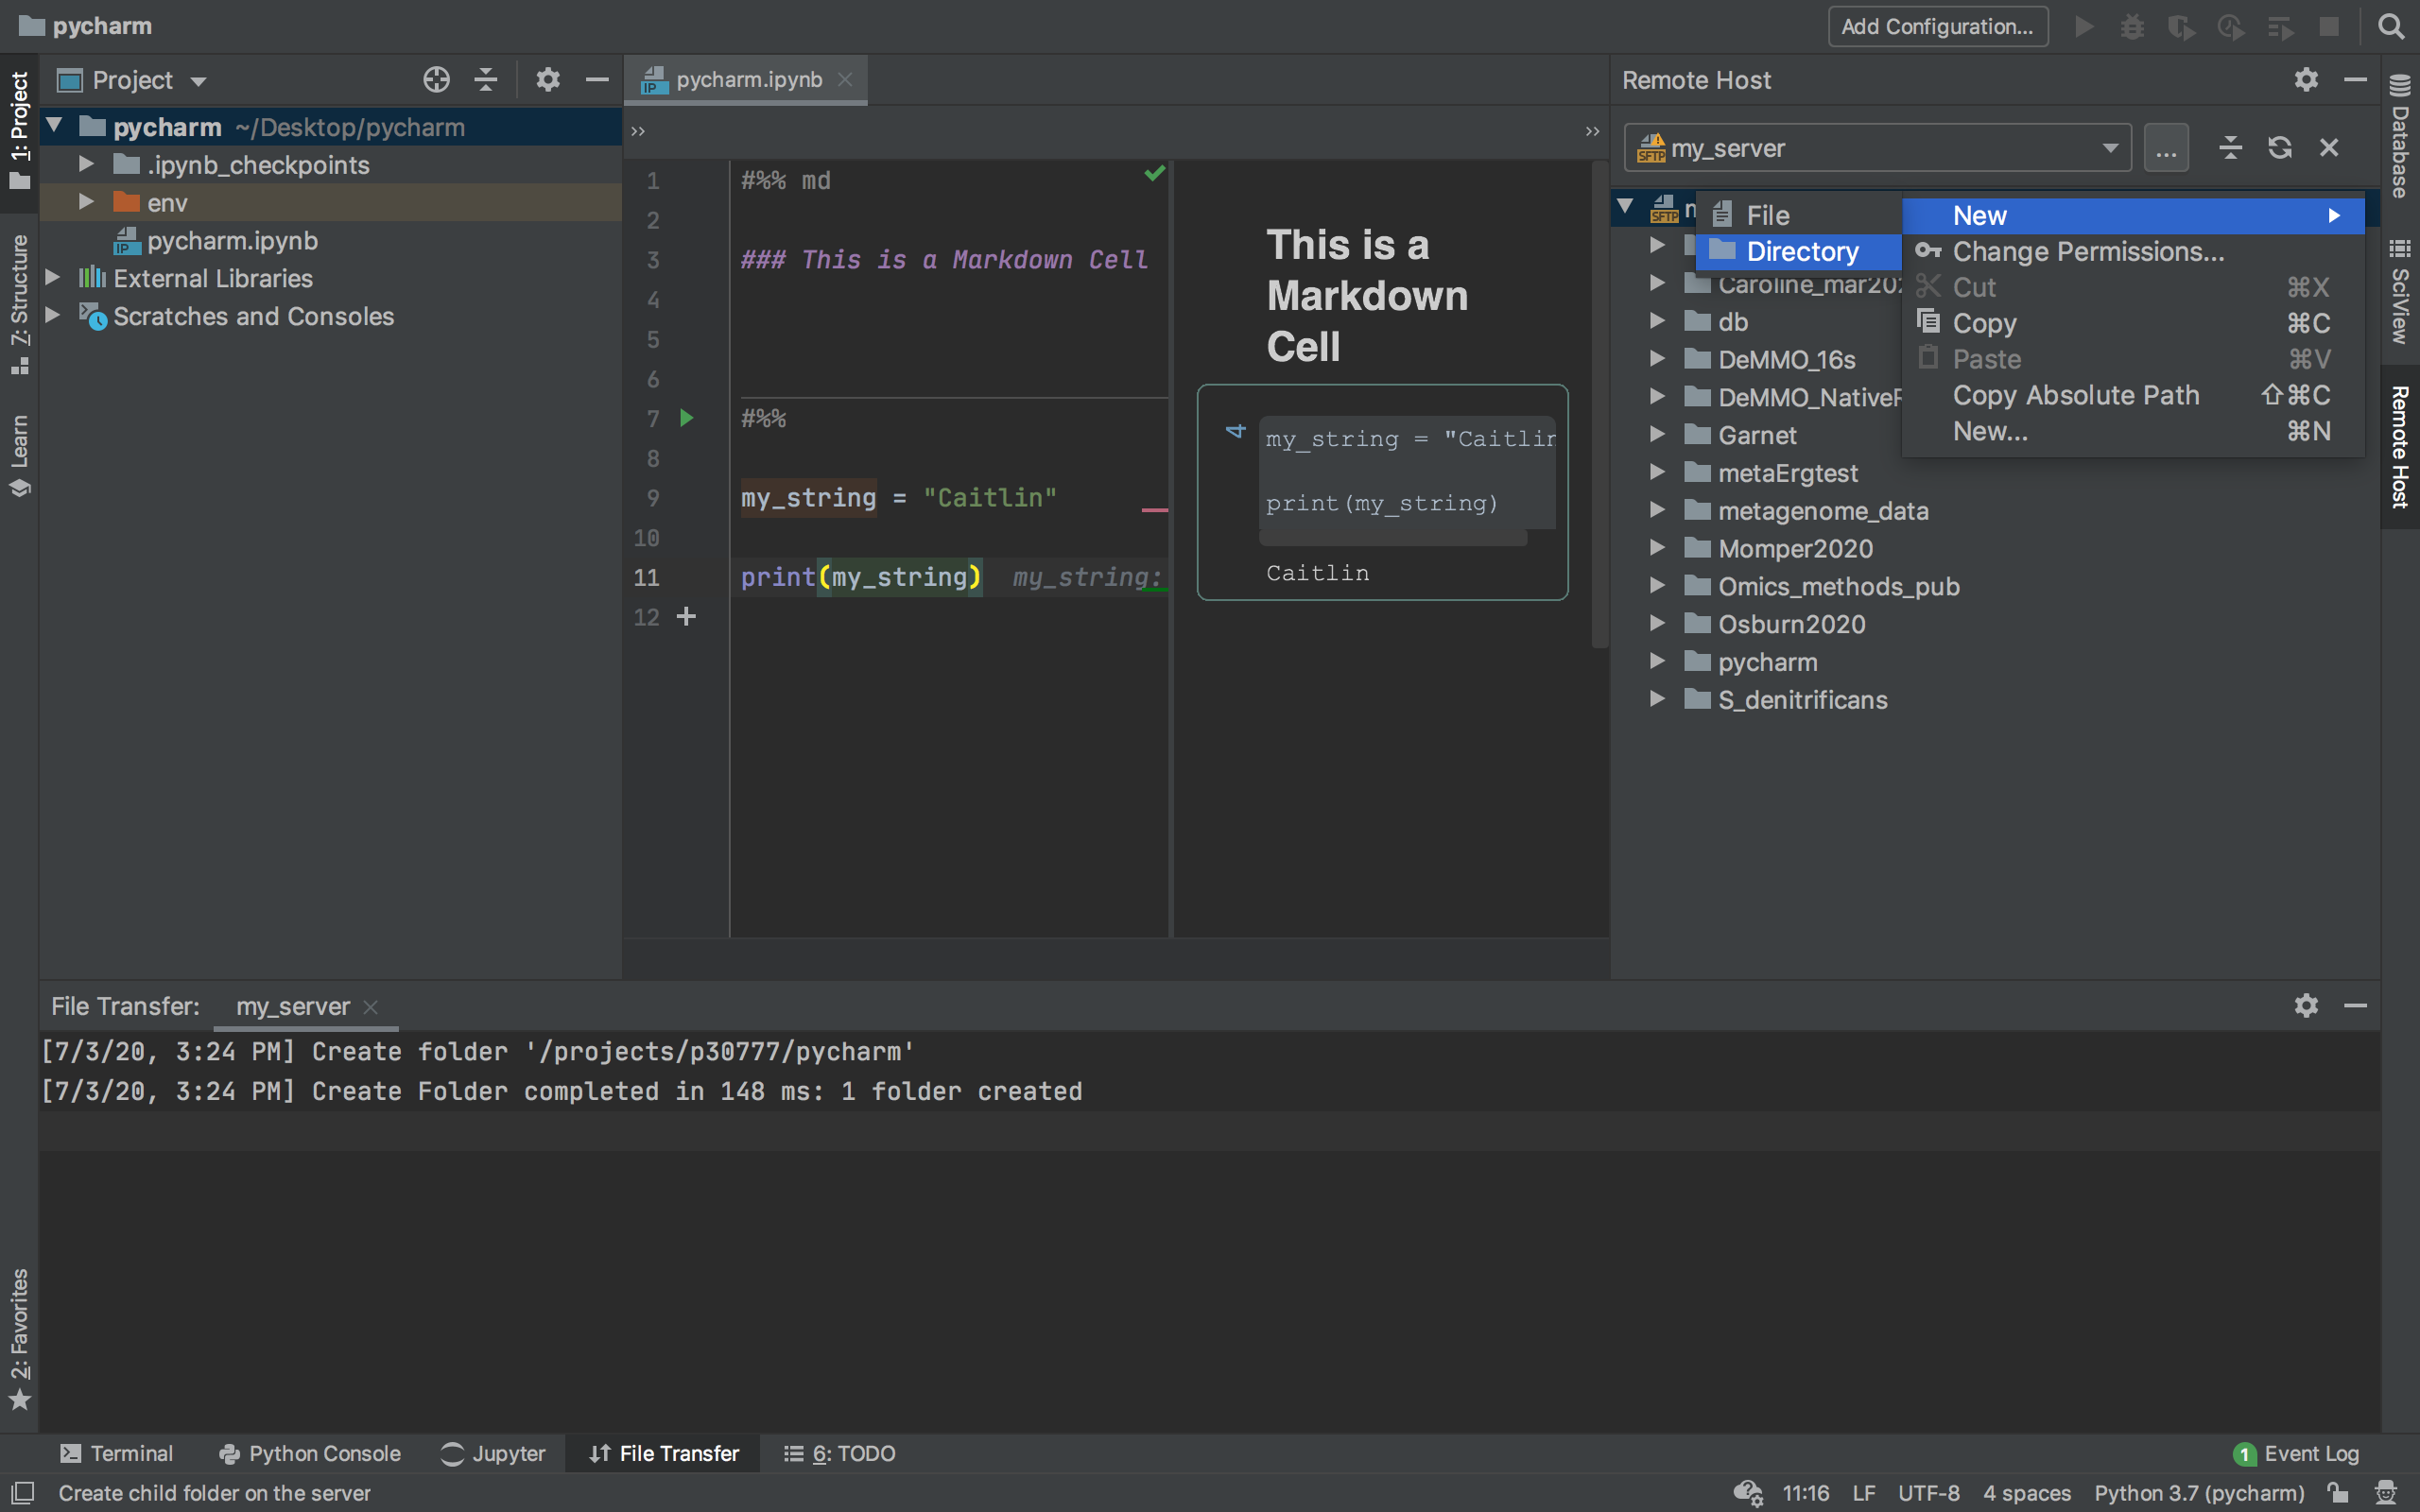 pycharm
Add Configuration...
1: Project
Z: Structure
Learn
2: Favorites
Project
pycharm ~/Desktop/pycharm
.ipynb_checkpoints
env
pycharm.ipynb
External Libraries
Scratches and Consoles
pycharm.ipynb
1 #%% md
2
3 ### This is a Markdown Cell
4
5
6
7 #%%
8
9 my_string = "Caitlin"
10
11 print(my_string) my_string:
12
This is a
Markdown
Cell
4
my_string = "Caitlin
print(my_string)
Caitlin
Remote Host
SFTP my_server
...
SFTP
File
Directory
New
Change Permissions...
Cut ⌘X
Copy ⌘C
Paste ⌘V
Copy Absolute Path ⇧⌘C
New... ⌘N
Caroline_mar20
db
DeMMO_16s
DeMMO_Native
Garnet
metaErgtest
metagenome_data
Momper2020
Omics_methods_pub
Osburn2020
pycharm
S_denitrificans
Database
SciView
Remote Host
File Transfer: my_server
[7/3/20, 3:24 PM] Create folder '/projects/p30777/pycharm'
[7/3/20, 3:24 PM] Create Folder completed in 148 ms: 1 folder created
Terminal Python Console Jupyter File Transfer 6: TODO
1 Event Log
Create child folder on the server
11:16 LF UTF-8 4 spaces Python 3.7 (pycharm)